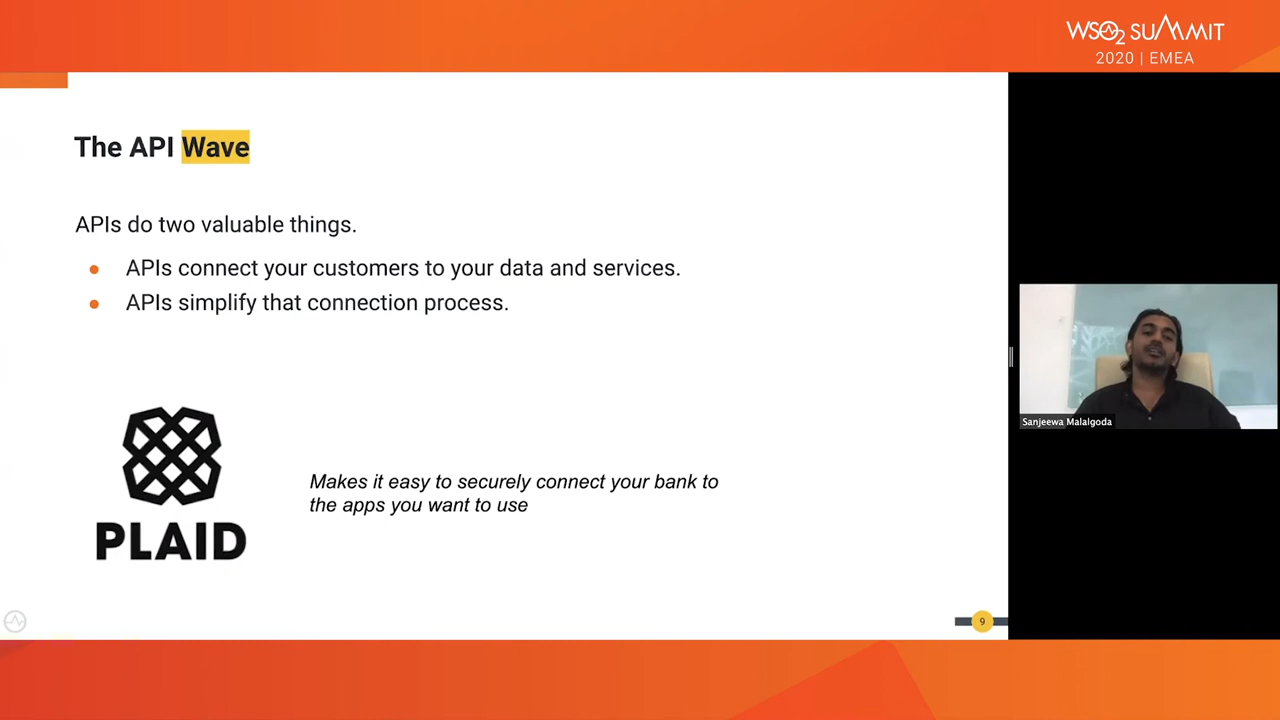 WSO2 SUMMIT
2020 | EMEA
The API Wave
APIs do two valuable things.
APIs connect your customers to your data and services.
APIs simplify that connection process.
PLAID
Makes it easy to securely connect your bank to
the apps you want to use
Sanjeewa Malalgoda
9